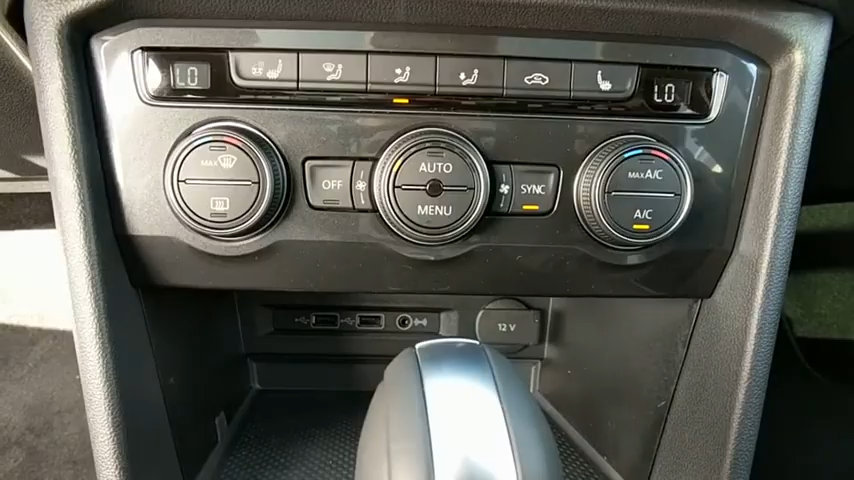 LO LO
MAX OFF AUTO SYNC MAX A/C
MENU A/C
12 V